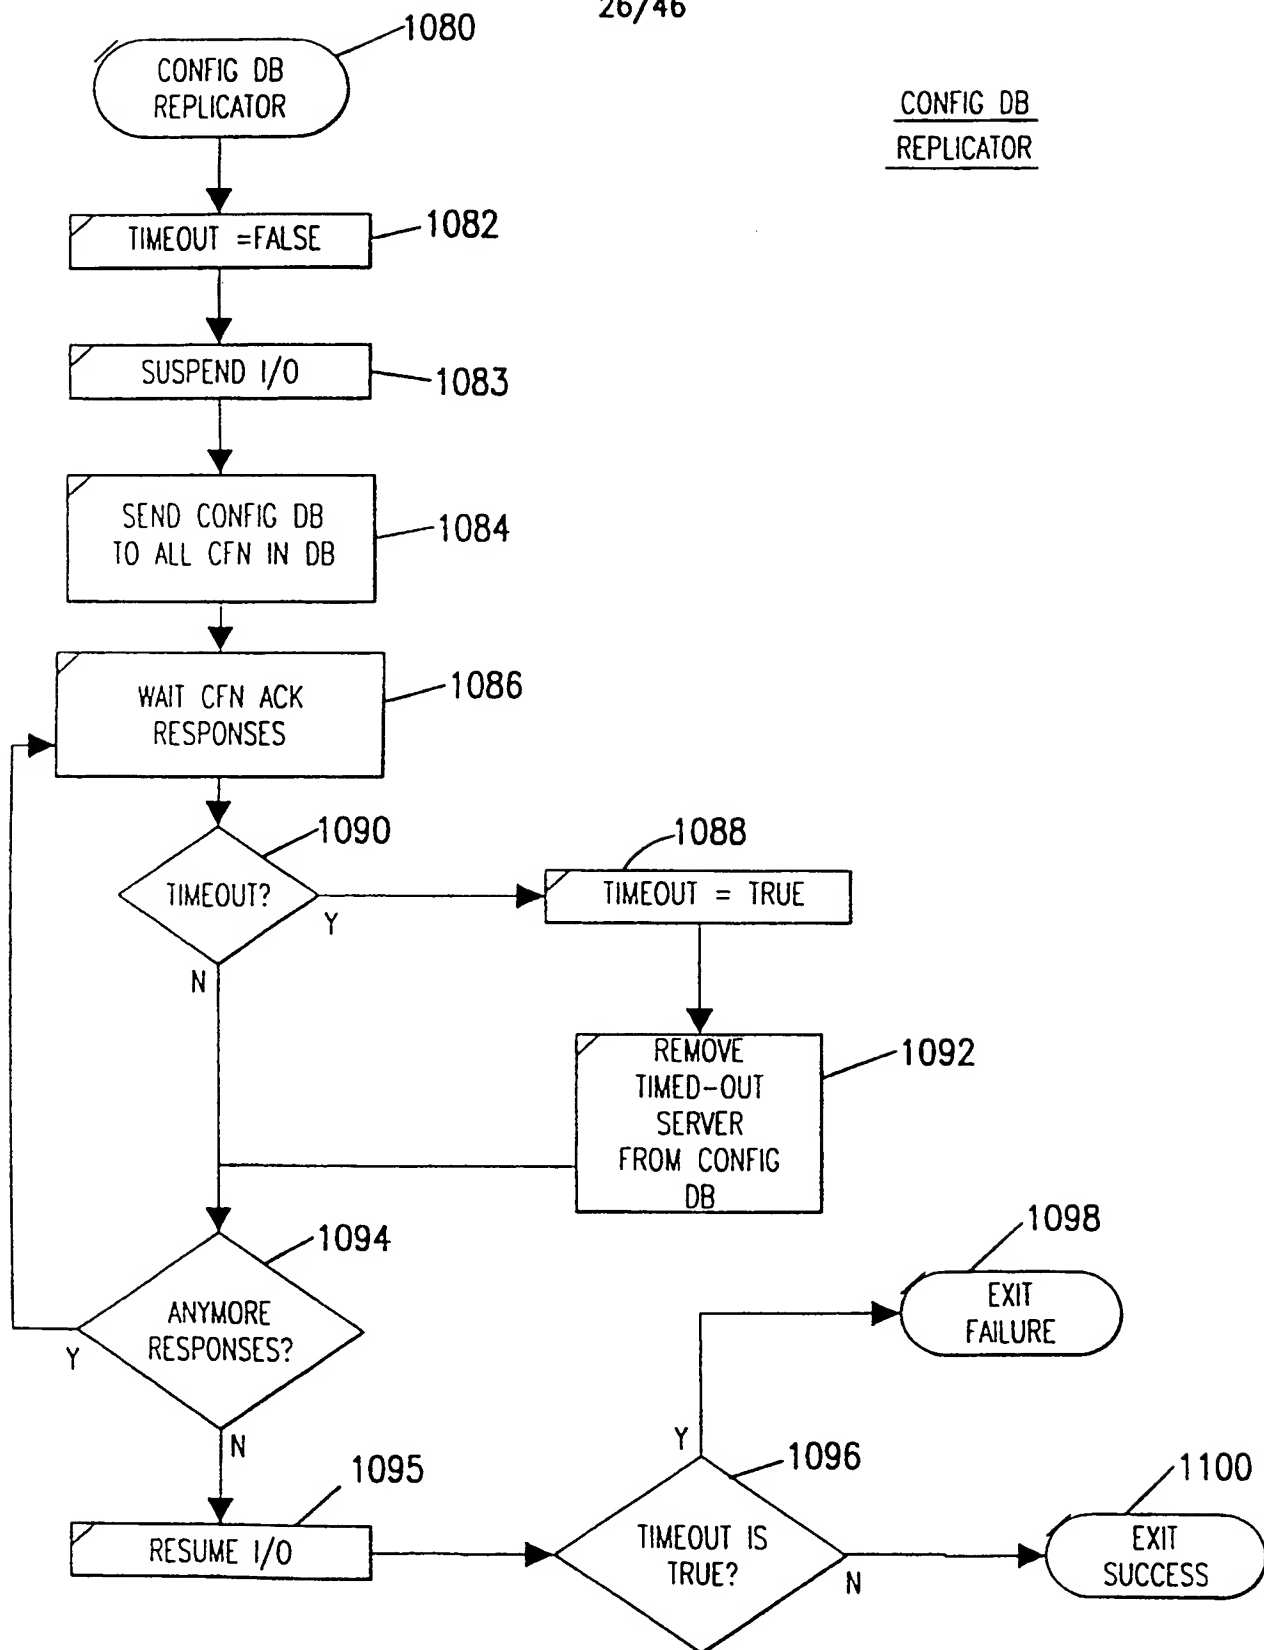 26/46
1080
CONFIG DB
REPLICATOR
CONFIG DB
REPLICATOR
1082
TIMEOUT =FALSE
1083
SUSPEND I/O
1084
SEND CONFIG DB
TO ALL CFN IN DB
1086
WAIT CFN ACK
RESPONSES
1090
TIMEOUT?
Y
N
1088
TIMEOUT = TRUE
1092
REMOVE
TIMED-OUT
SERVER
FROM CONFIG
DB
1094
ANYMORE
RESPONSES?
Y
N
1098
EXIT
FAILURE
1095
RESUME I/O
Y
1096
TIMEOUT IS
TRUE?
N
1100
EXIT
SUCCESS